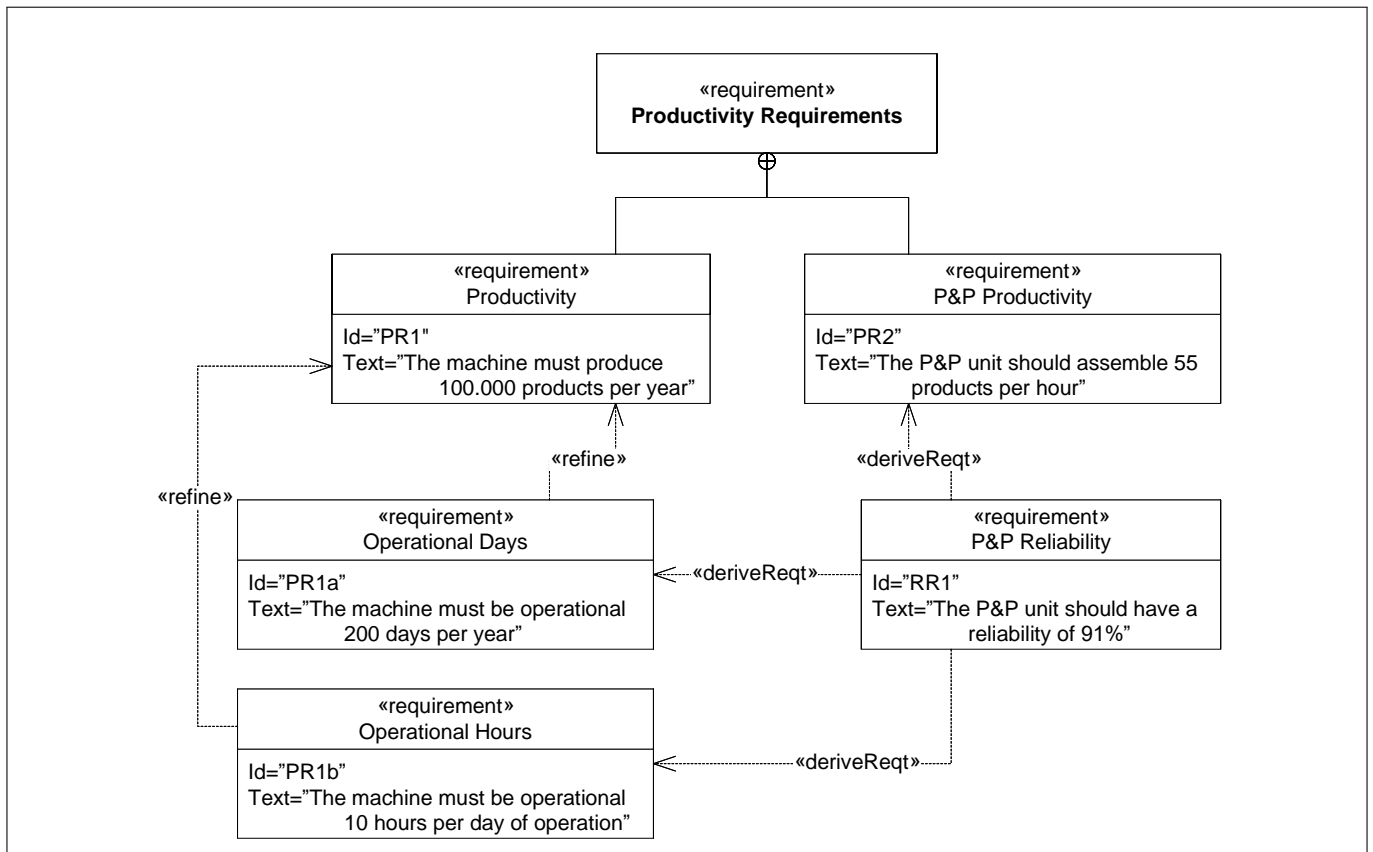 «requirement»
Productivity Requirements
«requirement»
Productivity
Id=”PR1"
Text=”The machine must produce
100.000 products per year”
«requirement»
P&P Productivity
Id=”PR2”
Text=”The P&P unit should assemble 55
products per hour”
«refine»
«deriveReqt»
«refine»
«requirement»
Operational Days
Id=”PR1a”
Text=”The machine must be operational
200 days per year”
«deriveReqt»
«requirement»
P&P Reliability
Id=”RR1”
Text=”The P&P unit should have a
reliability of 91%”
«requirement»
Operational Hours
Id=”PR1b”
Text=”The machine must be operational
10 hours per day of operation”
«deriveReqt»